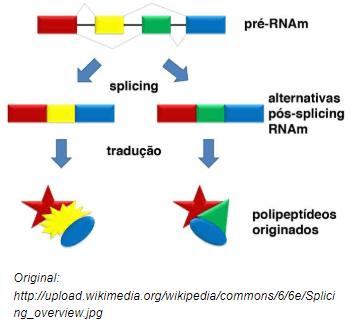 pré-RNAm
splicing
alternativas
pós-splicing
RNAm
tradução
polipeptídeos
originados
Original:
http://upload.wikimedia.org/wikipedia/commons/6/6e/Splici
ng_overview.jpg